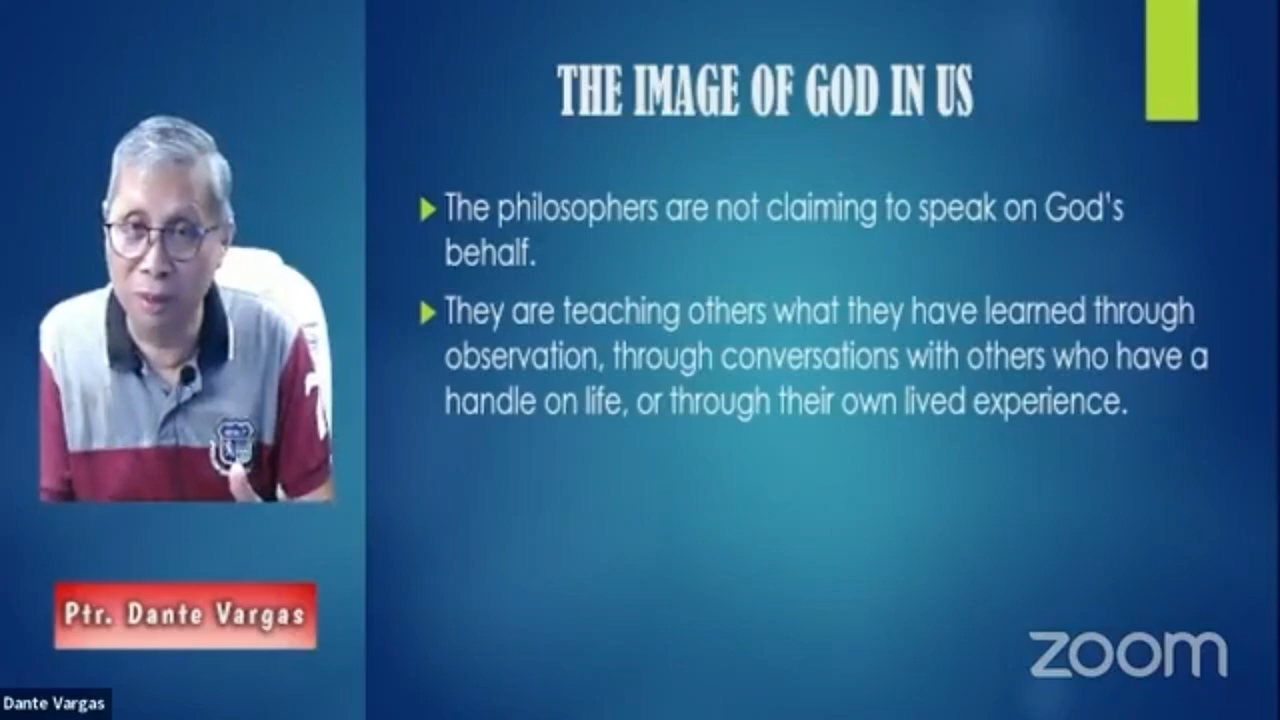 THE IMAGE OF GOD IN US
The philosophers are not claiming to speak on God's
behalf.
They are teaching others what they have learned through
observation, through conversations with others who have a
handle on life, or through their own lived experience.
Ptr. Dante Vargas
zoom
Dante Vargas